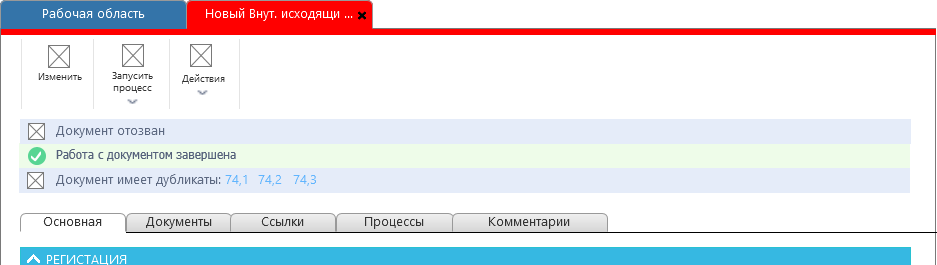 Рабочая область
Новый Внут. исходящи ...
Изменить
Запусить
процесс
Действия
Документ отозван
Работа с документом завершена
Документ имеет дубликаты: 74,1 74,2 74,3
Основная Документы Ссылки Процессы Комментарии
РЕГИСТАЦИЯ